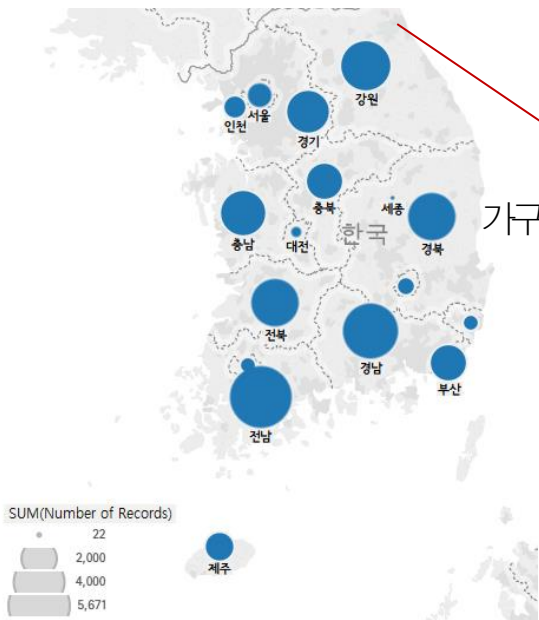 강원
인천
서울
경기
충북
세종
충남
대전
한국
경북
가구
전북
경남
부산
전남
SUM(Number of Records)
22
2,000
4,000
5,671
제주